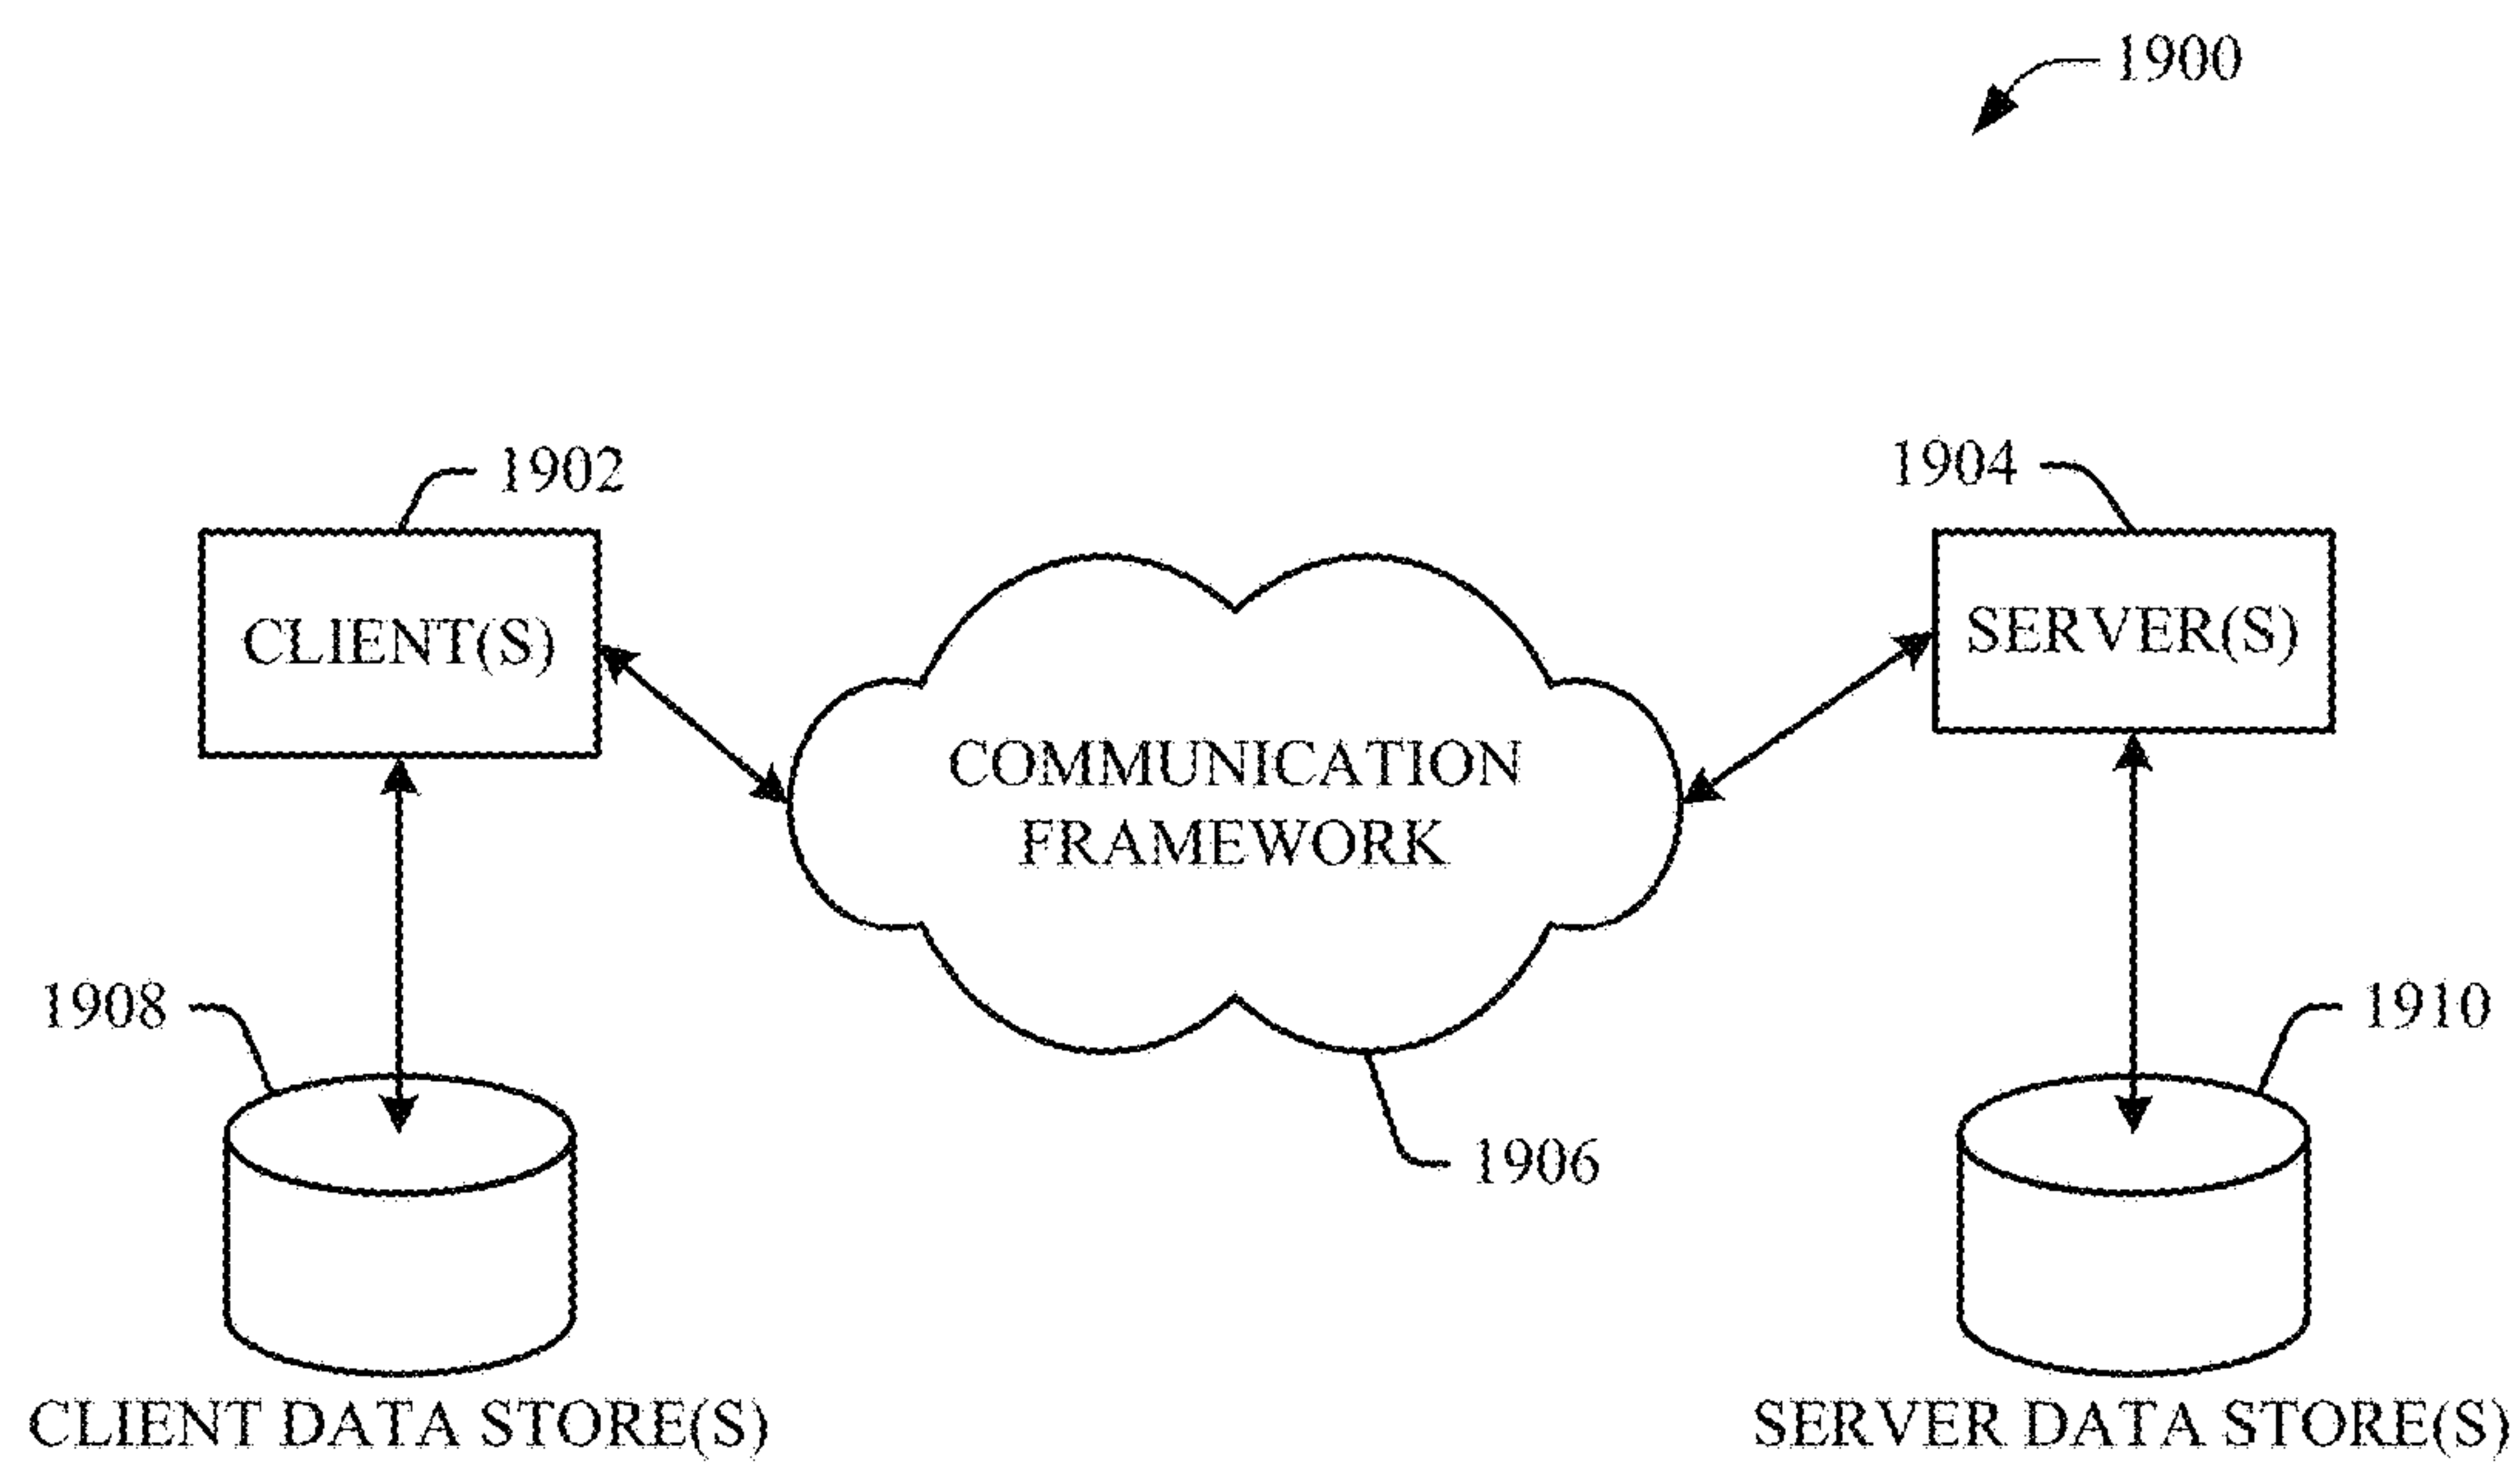 1900
1902
1904
CLIENT(S)
SERVER(S)
COMMUNICATION
FRAMEWORK
1908
1910
1906
CLIENT DATA STORE(S)
SERVER DATA STORE(S)